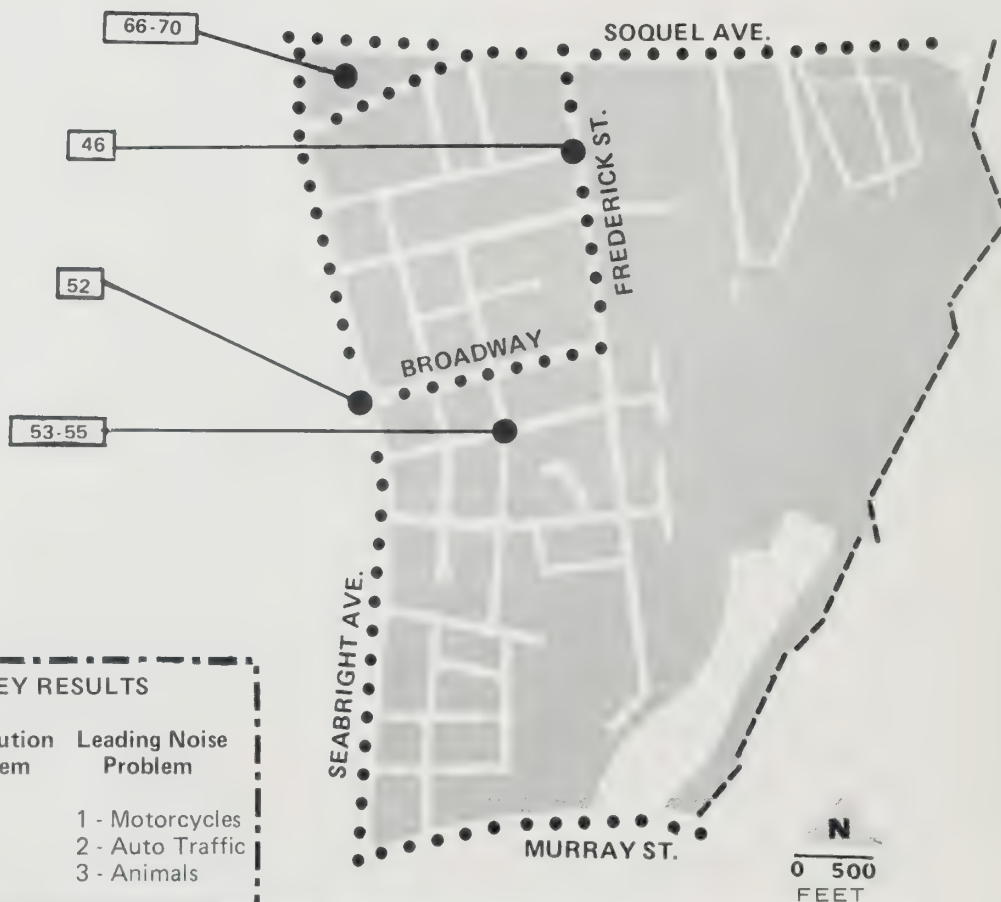 66-70
SOQUEL AVE.
46
FREDERICK ST.
52
BROADWAY
53-55
SEABRIGHT AVE.
EY RESULTS
ution Leading Noise
em Problem
1 - Motorcycles
2 - Auto Traffic
3 - Animals
MURRAY ST.
N
0 500
FEET